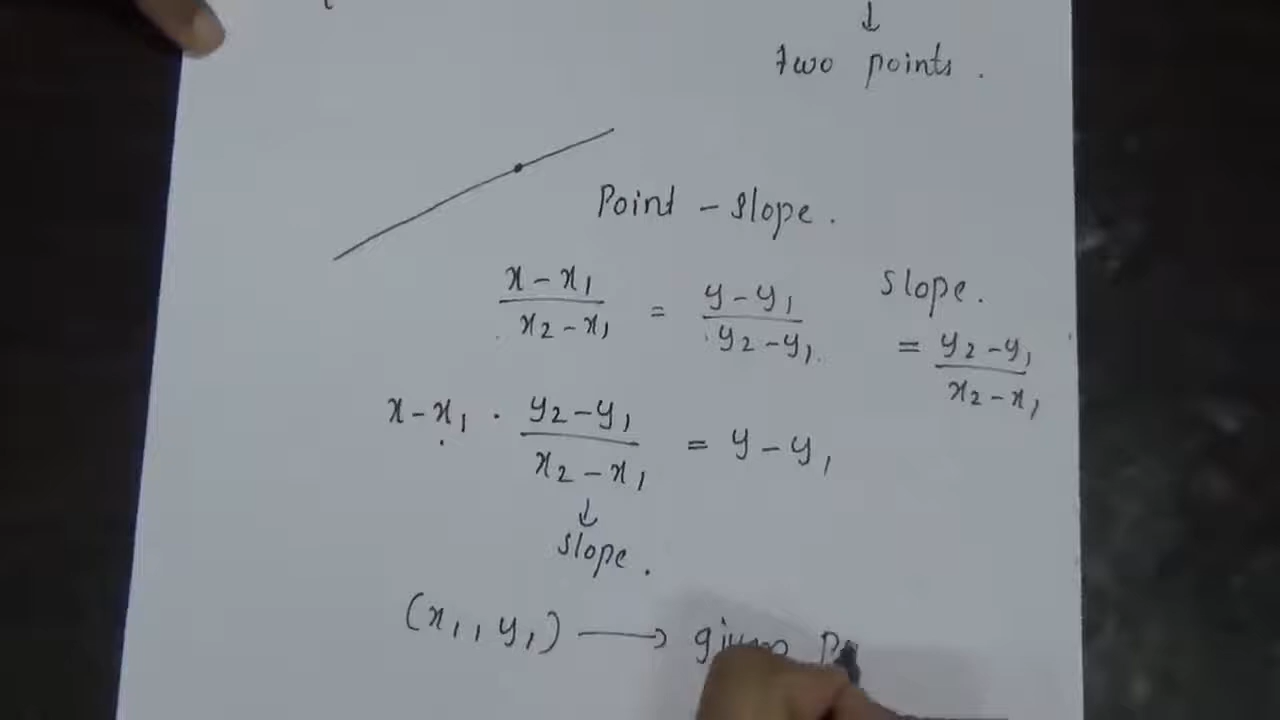 ↓
two points.
Point - slope.
x - x₁ / x₂ - x₁ = y - y₁ / y₂ - y₁
slope.
= y₂ - y₁ / x₂ - x₁
x - x₁ · y₂ - y₁ / x₂ - x₁ = y - y₁
↓
slope.
(x₁, y₁) → given